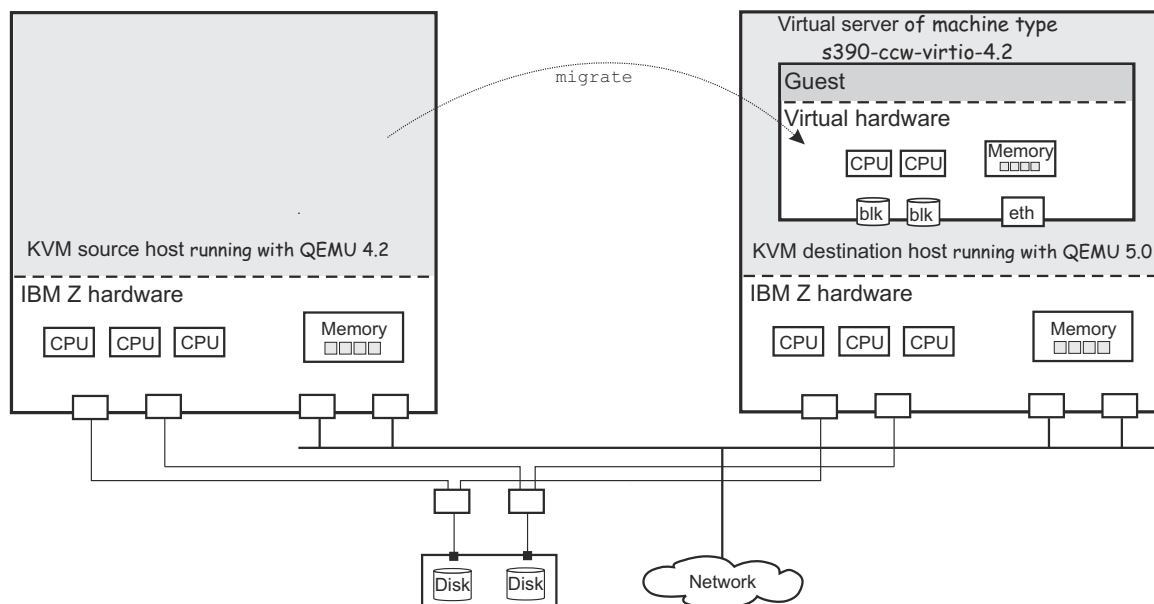 Virtual server of machine type
s390-ccw-virtio-4.2
migrate
Guest
Virtual hardware
CPU CPU Memory
blk blk eth
KVM source host running with QEMU 4.2
KVM destination host running with QEMU 5.0
IBM Z hardware
IBM Z hardware
CPU CPU CPU Memory
CPU CPU CPU Memory
Disk Disk
Network